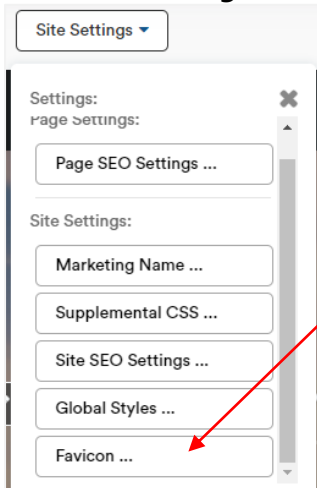 Site Settings
Settings:
Page Settings:
Page SEO Settings ...
Site Settings:
Marketing Name ...
Supplemental CSS ...
Site SEO Settings ...
Global Styles ...
Favicon ...